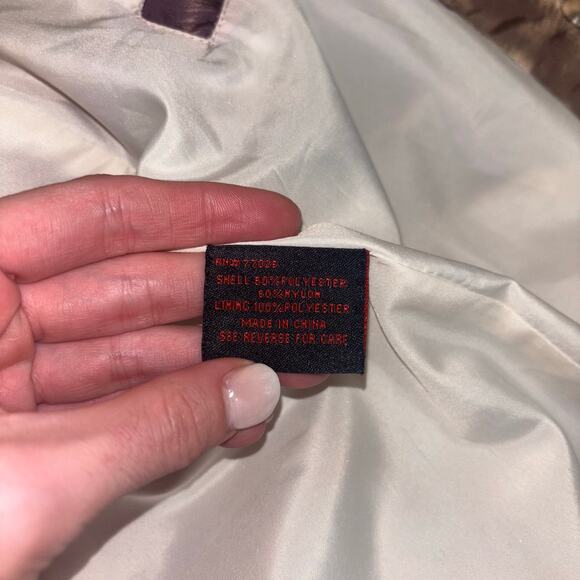 RN# 77026
SHELL 50%POLYESTER
50%NYLON
LINING 100%POLYESTER
MADE IN CHINA
SEE REVERSE FOR CARE